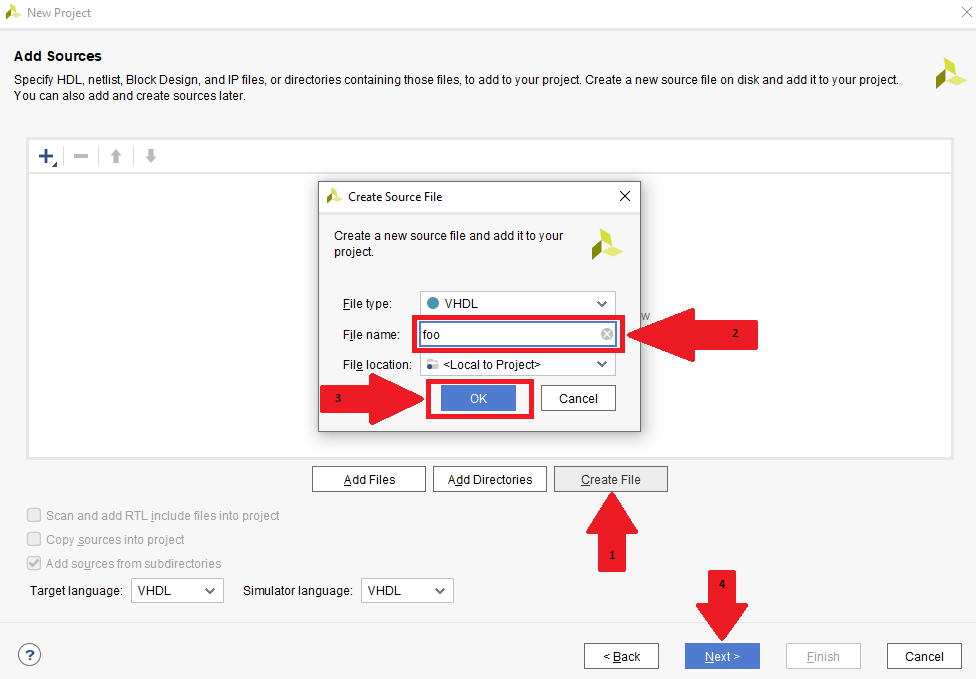 New Project
Add Sources
Specify HDL, netlist, Block Design, and IP files, or directories containing those files, to add to your project. Create a new source file on disk and add it to your project.
You can also add and create sources later.
Create Source File
Create a new source file and add it to your
project.
File type: VHDL
w
File name: foo
2
File location: <Local to Project>
3
OK Cancel
Add Files Add Directories Create File
Scan and add RTL include files into project
Copy sources into project
1
Add sources from subdirectories
Target language: VHDL Simulator language: VHDL
4
? < Back Next > Finish Cancel